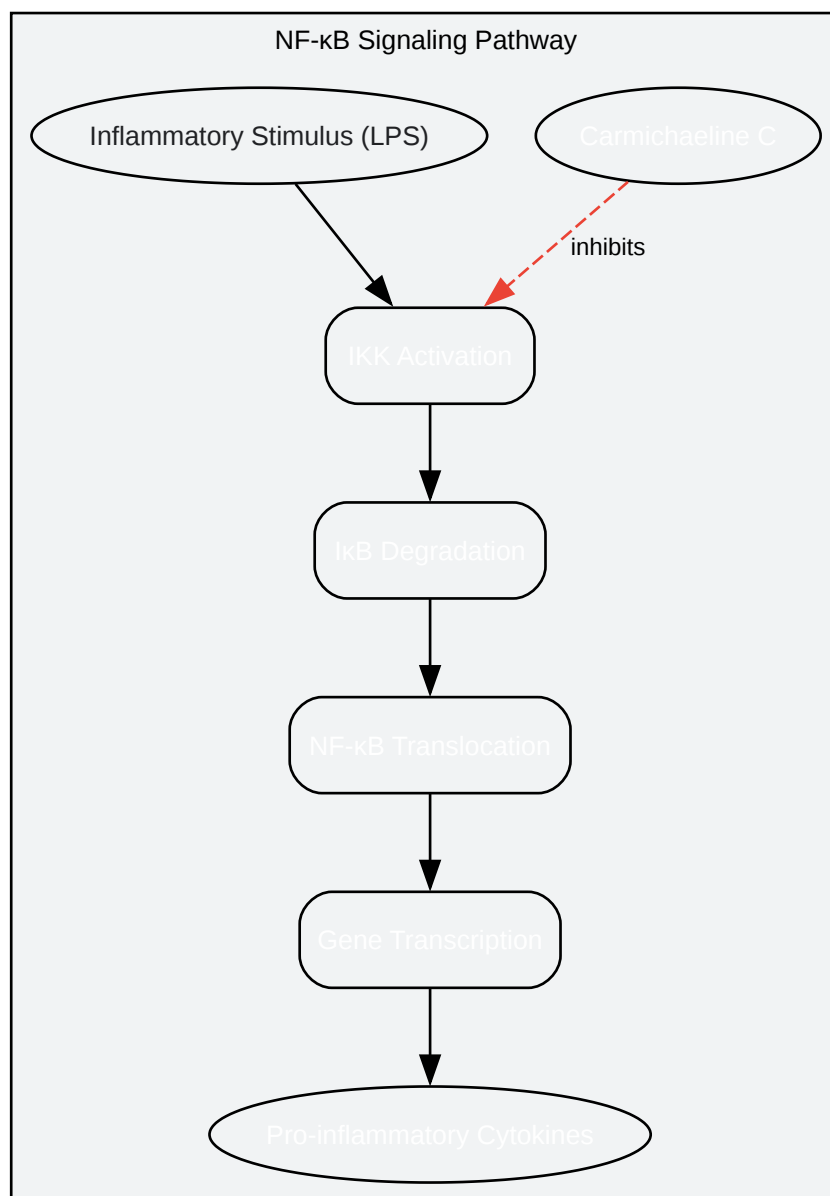 NF-κB Signaling Pathway
Inflammatory Stimulus (LPS)
Carmichaeline C
inhibits
IKK Activation
IκB Degradation
NF-κB Translocation
Gene Transcription
Pro-inflammatory Cytokines